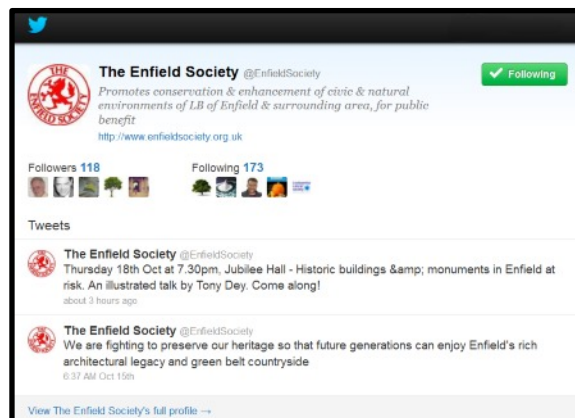 THE
ENFIELD SOCIETY
The Enfield Society @EnfieldSociety
Following
Promotes conservation & enhancement of civic & natural
environments of LB of Enfield & surrounding area, for public
benefit
http://www.enfieldsociety.org.uk
Followers 118
Following 173
Tweets
The Enfield Society @EnfieldSociety
Thursday 18th Oct at 7.30pm, Jubilee Hall - Historic buildings &amp; monuments in Enfield at
risk. An illustrated talk by Tony Dey. Come along!
about 3 hours ago
The Enfield Society @EnfieldSociety
We are fighting to preserve our heritage so that future generations can enjoy Enfield's rich
architectural legacy and green belt countryside
6:37 AM Oct 15th
View The Enfield Society's full profile →